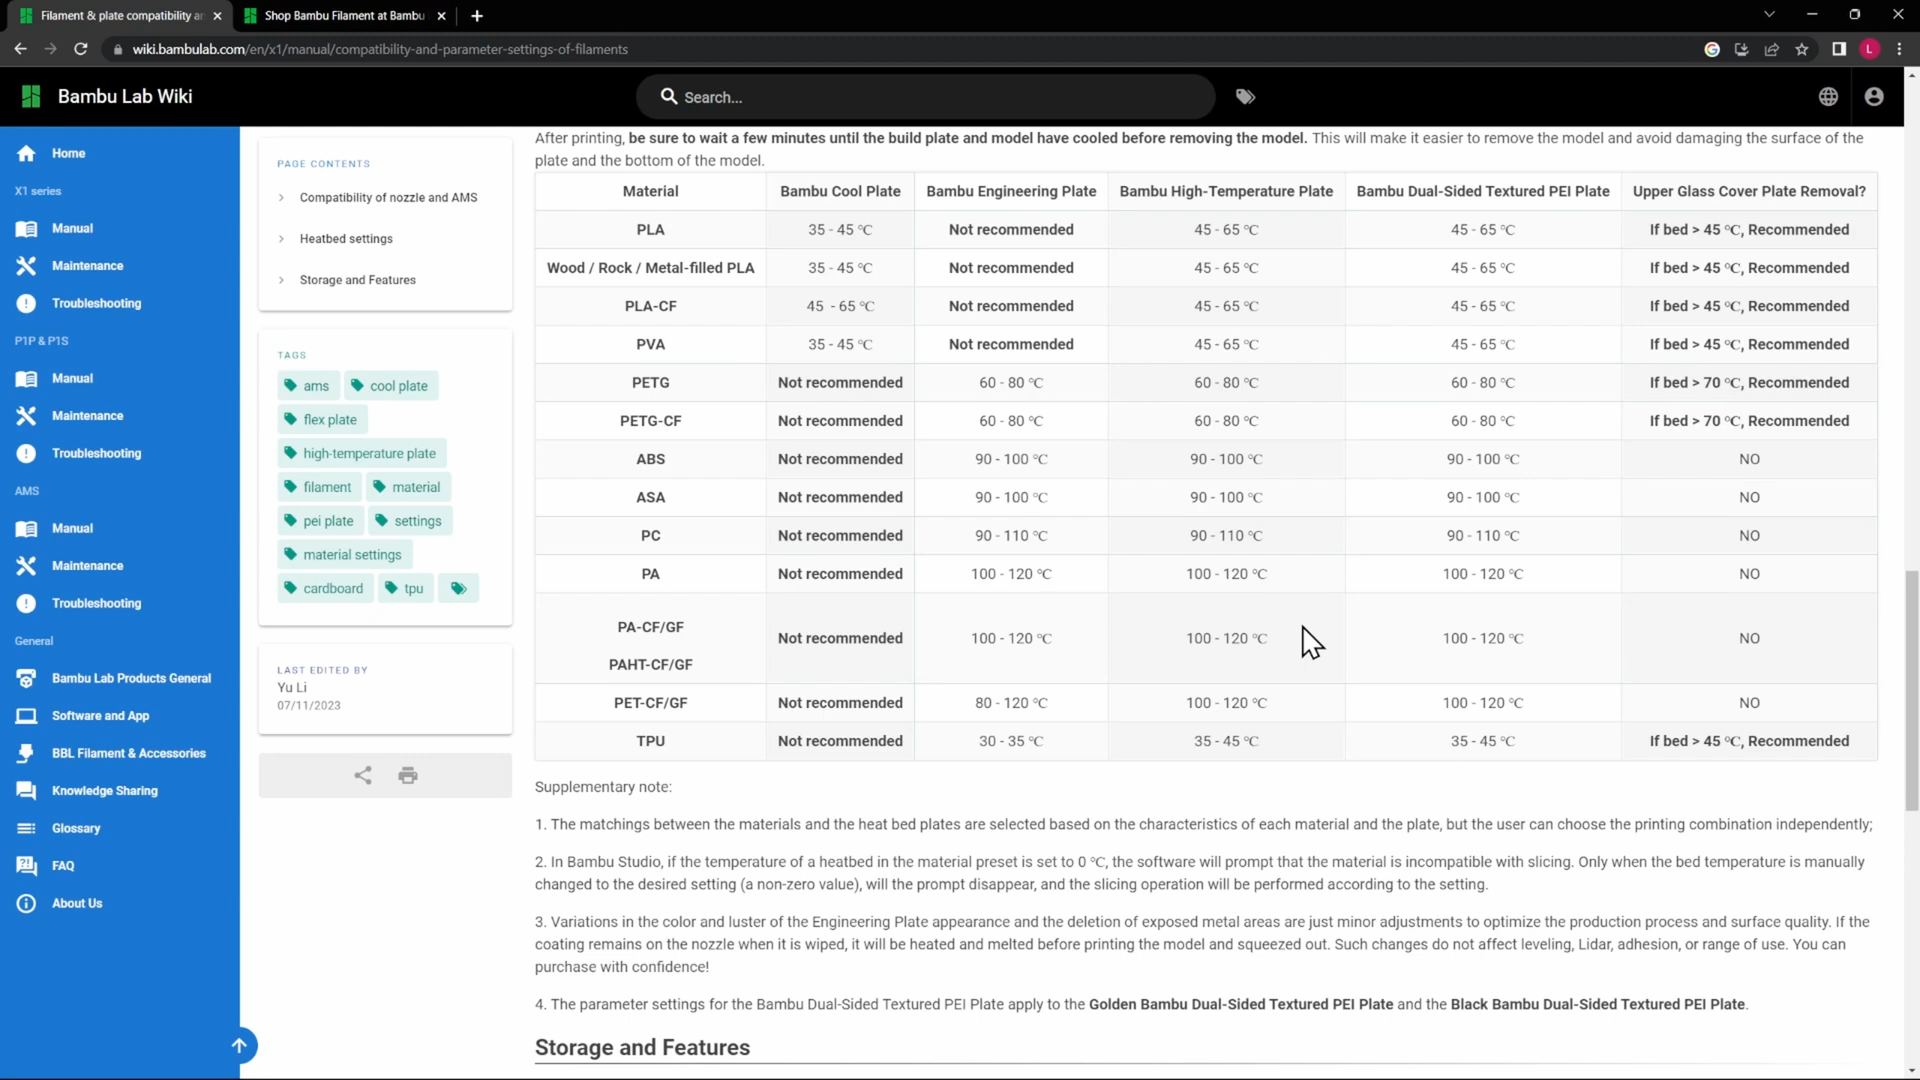 Filament & plate compatibility ar
Shop Bambu Filament at Bambu
wiki.bambulab.com/en/x1/manual/compatibility-and-parameter-settings-of-filaments
L
Bambu Lab Wiki
Search...
Home
X1 series
Manual
Maintenance
Troubleshooting
P1P & P1S
Manual
Maintenance
Troubleshooting
AMS
Manual
Maintenance
Troubleshooting
General
Bambu Lab Products General
Software and App
BBL Filament & Accessories
Knowledge Sharing
Glossary
FAQ
About Us
PAGE CONTENTS
Compatibility of nozzle and AMS
Heatbed settings
Storage and Features
TAGS
ams cool plate
flex plate
high-temperature plate
filament material
pei plate settings
material settings
cardboard tpu
LAST EDITED BY
Yu Li
07/11/2023
After printing, be sure to wait a few minutes until the build plate and model have cooled before removing the model. This will make it easier to remove the model and avoid damaging the surface of the
plate and the bottom of the model.
Material Bambu Cool Plate Bambu Engineering Plate Bambu High-Temperature Plate Bambu Dual-Sided Textured PEI Plate Upper Glass Cover Plate Removal?
PLA 35 - 45 °C Not recommended 45 - 65 °C 45 - 65 °C If bed > 45 °C, Recommended
Wood / Rock / Metal-filled PLA 35 - 45 °C Not recommended 45 - 65 °C 45 - 65 °C If bed > 45 °C, Recommended
PLA-CF 45 - 65 °C Not recommended 45 - 65 °C 45 - 65 °C If bed > 45 °C, Recommended
PVA 35 - 45 °C Not recommended 45 - 65 °C 45 - 65 °C If bed > 45 °C, Recommended
PETG Not recommended 60 - 80 °C 60 - 80 °C 60 - 80 °C If bed > 70 °C, Recommended
PETG-CF Not recommended 60 - 80 °C 60 - 80 °C 60 - 80 °C If bed > 70 °C, Recommended
ABS Not recommended 90 - 100 °C 90 - 100 °C 90 - 100 °C NO
ASA Not recommended 90 - 100 °C 90 - 100 °C 90 - 100 °C NO
PC Not recommended 90 - 110 °C 90 - 110 °C 90 - 110 °C NO
PA Not recommended 100 - 120 °C 100 - 120 °C 100 - 120 °C NO
PA-CF/GF
PAHT-CF/GF Not recommended 100 - 120 °C 100 - 120 °C 100 - 120 °C NO
PET-CF/GF Not recommended 80 - 120 °C 100 - 120 °C 100 - 120 °C NO
TPU Not recommended 30 - 35 °C 35 - 45 °C 35 - 45 °C If bed > 45 °C, Recommended
Supplementary note:
1. The matchings between the materials and the heat bed plates are selected based on the characteristics of each material and the plate, but the user can choose the printing combination independently;
2. In Bambu Studio, if the temperature of a heatbed in the material preset is set to 0 °C, the software will prompt that the material is incompatible with slicing. Only when the bed temperature is manually
changed to the desired setting (a non-zero value), will the prompt disappear, and the slicing operation will be performed according to the setting.
3. Variations in the color and luster of the Engineering Plate appearance and the deletion of exposed metal areas are just minor adjustments to optimize the production process and surface quality. If the
coating remains on the nozzle when it is wiped, it will be heated and melted before printing the model and squeezed out. Such changes do not affect leveling, Lidar, adhesion, or range of use. You can
purchase with confidence!
4. The parameter settings for the Bambu Dual-Sided Textured PEI Plate apply to the Golden Bambu Dual-Sided Textured PEI Plate and the Black Bambu Dual-Sided Textured PEI Plate.
Storage and Features